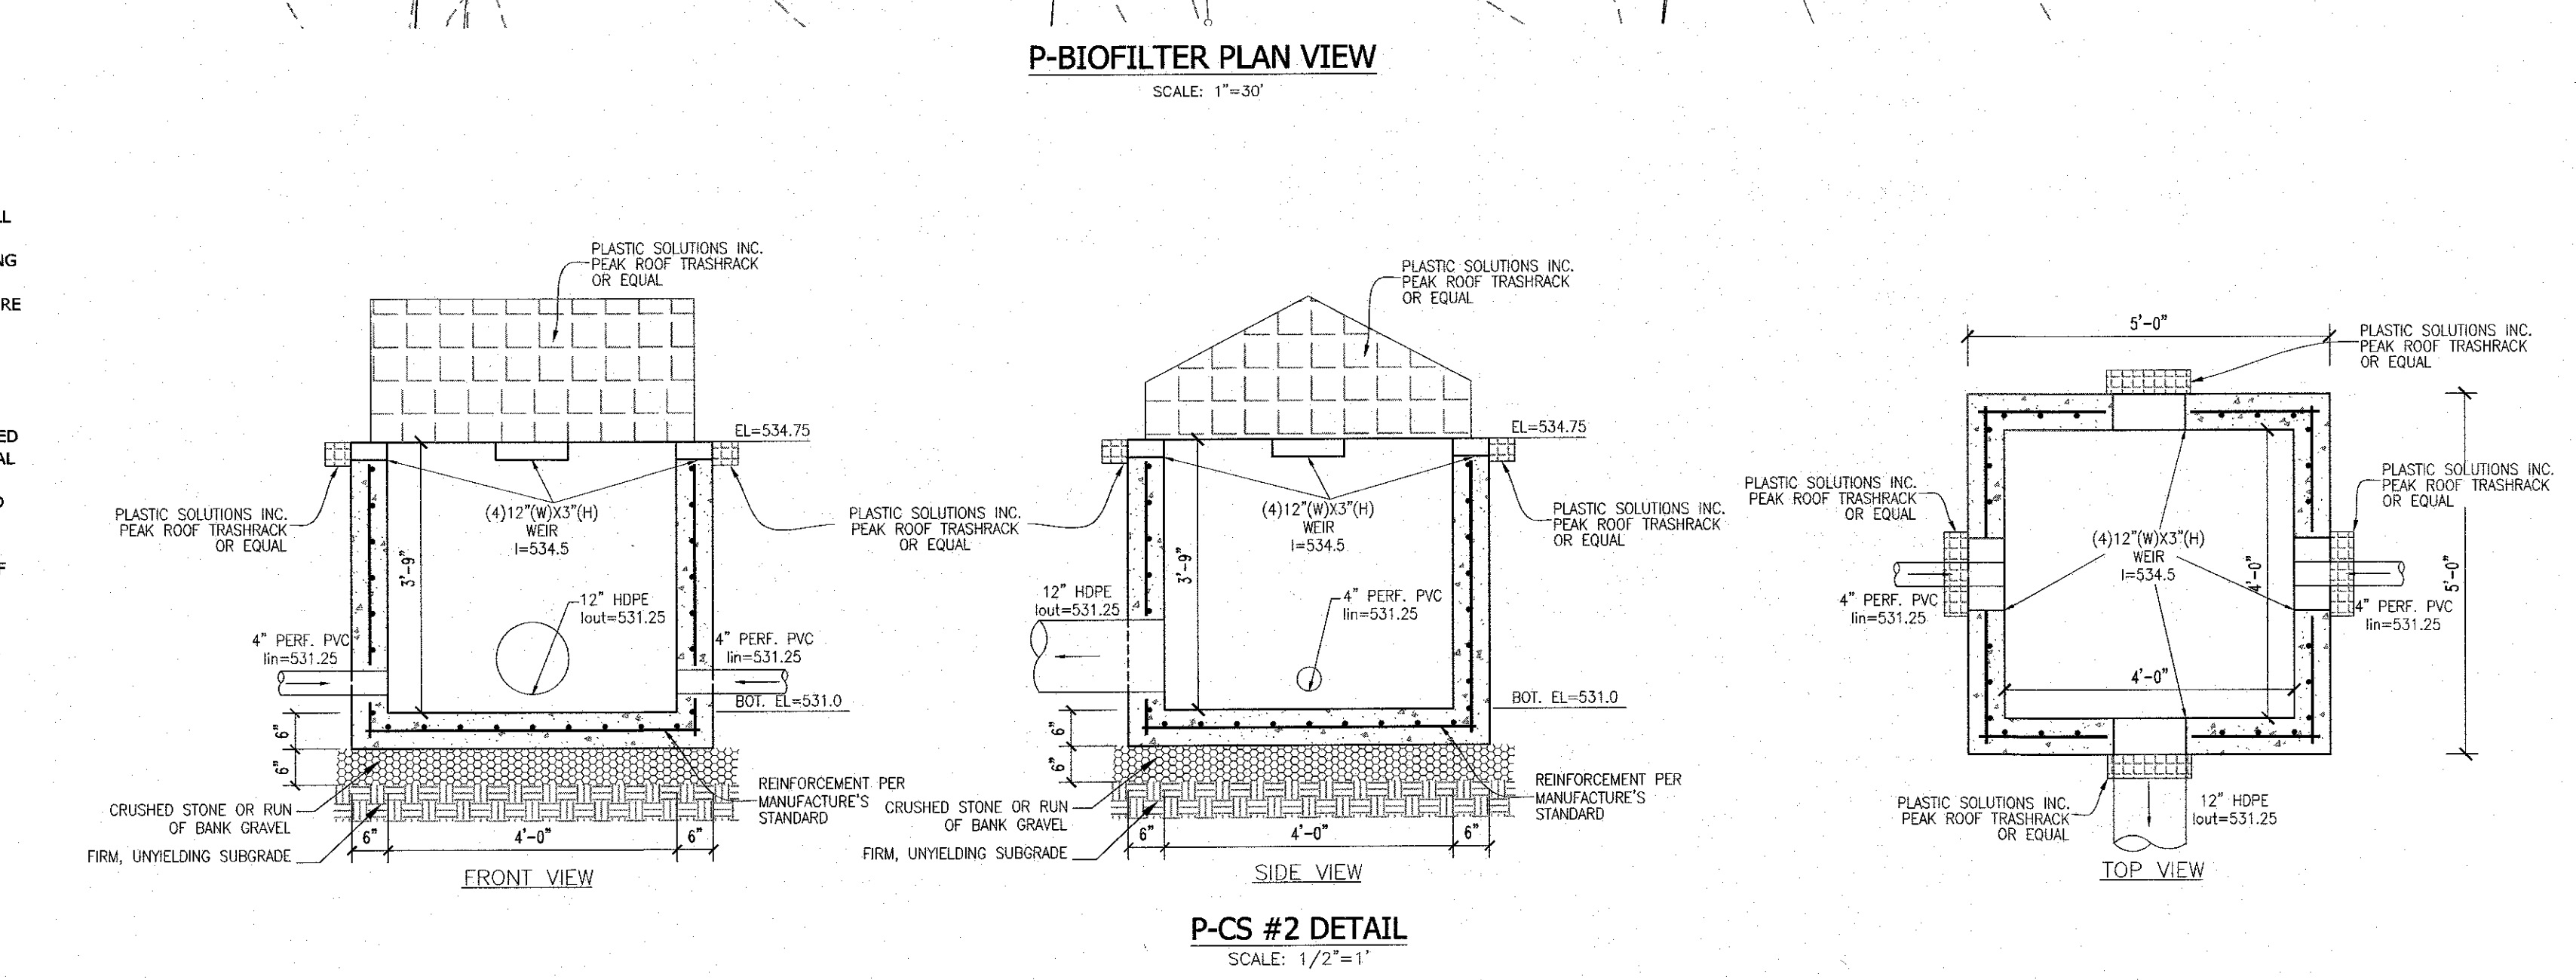 P-BIOFILTER PLAN VIEW
SCALE: 1"=30'
LL
NG
RE
ED
AL
PLASTIC SOLUTIONS INC.
PEAK ROOF TRASHRACK
OR EQUAL
EL=534.75
PLASTIC SOLUTIONS INC.
PEAK ROOF TRASHRACK
OR EQUAL
(4)12"(W)X3"(H)
WEIR
I=534.5
3'-9"
12" HDPE
Iout=531.25
4" PERF. PVC
Iin=531.25
4" PERF. PVC
Iin=531.25
BOT. EL=531.0
6"
6"
CRUSHED STONE OR RUN
OF BANK GRAVEL
FIRM, UNYIELDING SUBGRADE
REINFORCEMENT PER
MANUFACTURE'S
STANDARD
6"
4'-0"
6"
FRONT VIEW
PLASTIC SOLUTIONS INC.
PEAK ROOF TRASHRACK
OR EQUAL
PLASTIC SOLUTIONS INC.
PEAK ROOF TRASHRACK
OR EQUAL
EL=534.75
(4)12"(W)X3"(H)
WEIR
I=534.5
PLASTIC SOLUTIONS INC.
PEAK ROOF TRASHRACK
OR EQUAL
3'-9"
12" HDPE
Iout=531.25
4" PERF. PVC
Iin=531.25
BOT. EL=531.0
6"
6"
CRUSHED STONE OR RUN
OF BANK GRAVEL
FIRM, UNYIELDING SUBGRADE
REINFORCEMENT PER
MANUFACTURE'S
STANDARD
6"
4'-0"
6"
SIDE VIEW
5'-0"
PLASTIC SOLUTIONS INC.
PEAK ROOF TRASHRACK
OR EQUAL
PLASTIC SOLUTIONS INC.
PEAK ROOF TRASHRACK
OR EQUAL
PLASTIC SOLUTIONS INC.
PEAK ROOF TRASHRACK
OR EQUAL
(4)12"(W)X3"(H)
WEIR
I=534.5
4'-0"
5'-0"
4" PERF. PVC
Iin=531.25
4" PERF. PVC
Iin=531.25
4'-0"
PLASTIC SOLUTIONS INC.
PEAK ROOF TRASHRACK
OR EQUAL
12" HDPE
Iout=531.25
TOP VIEW
P-CS #2 DETAIL
SCALE: 1/2"=1'